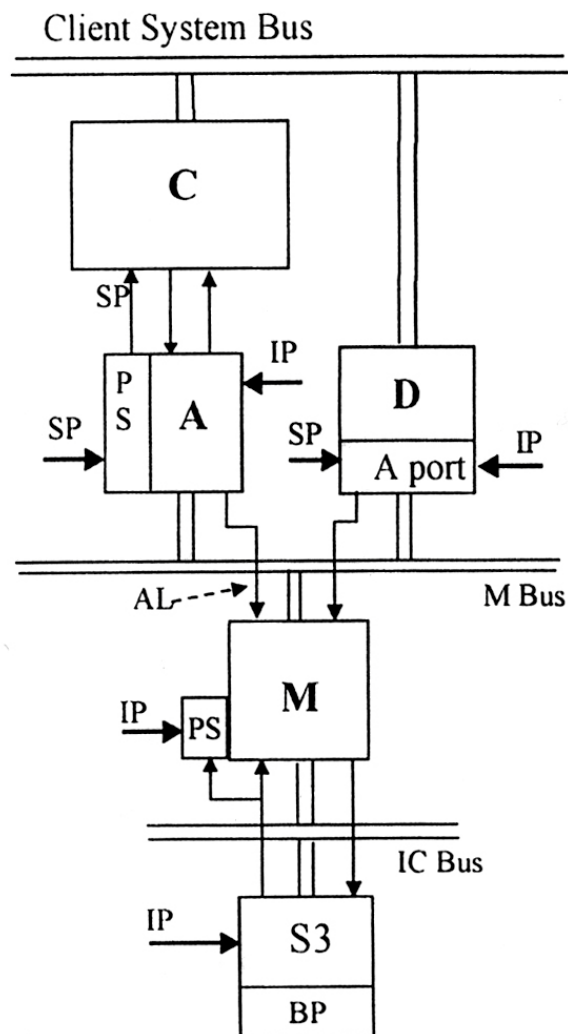 Client System Bus
C
SP
P
S
A
IP
SP
D
SP
A port
IP
AL
M Bus
M
IP
PS
IC Bus
IP
S3
BP